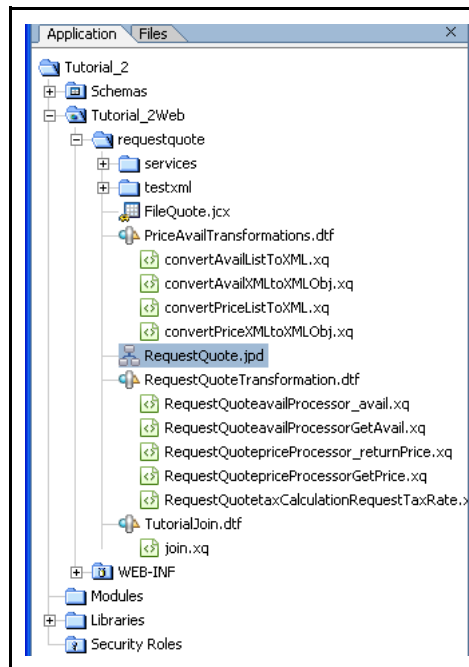 Application Files
Tutorial_2
Schemas
Tutorial_2Web
requestquote
services
testxml
FileQuote.jcx
PriceAvailTransformations.dtf
convertAvailListToXML.xq
convertAvailXMLtoXMLObj.xq
convertPriceListToXML.xq
convertPriceXMLtoXMLObj.xq
RequestQuote.jpd
RequestQuoteTransformation.dtf
RequestQuoteavailProcessor_avail.xq
RequestQuoteavailProcessorGetAvail.xq
RequestQuotepriceProcessor_returnPrice.xq
RequestQuotepriceProcessorGetPrice.xq
RequestQuotetaxCalculationRequestTaxRate.x
TutorialJoin.dtf
join.xq
WEB-INF
Modules
Libraries
Security Roles